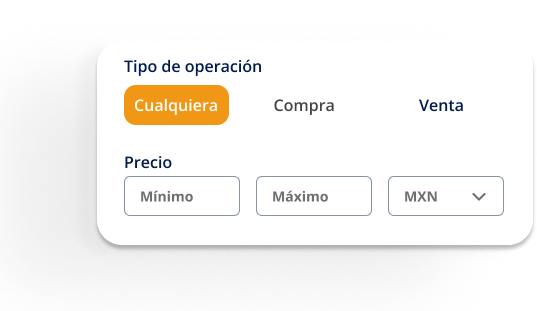 Tipo de operación
Cualquiera Compra Venta
Precio
Mínimo Máximo MXN